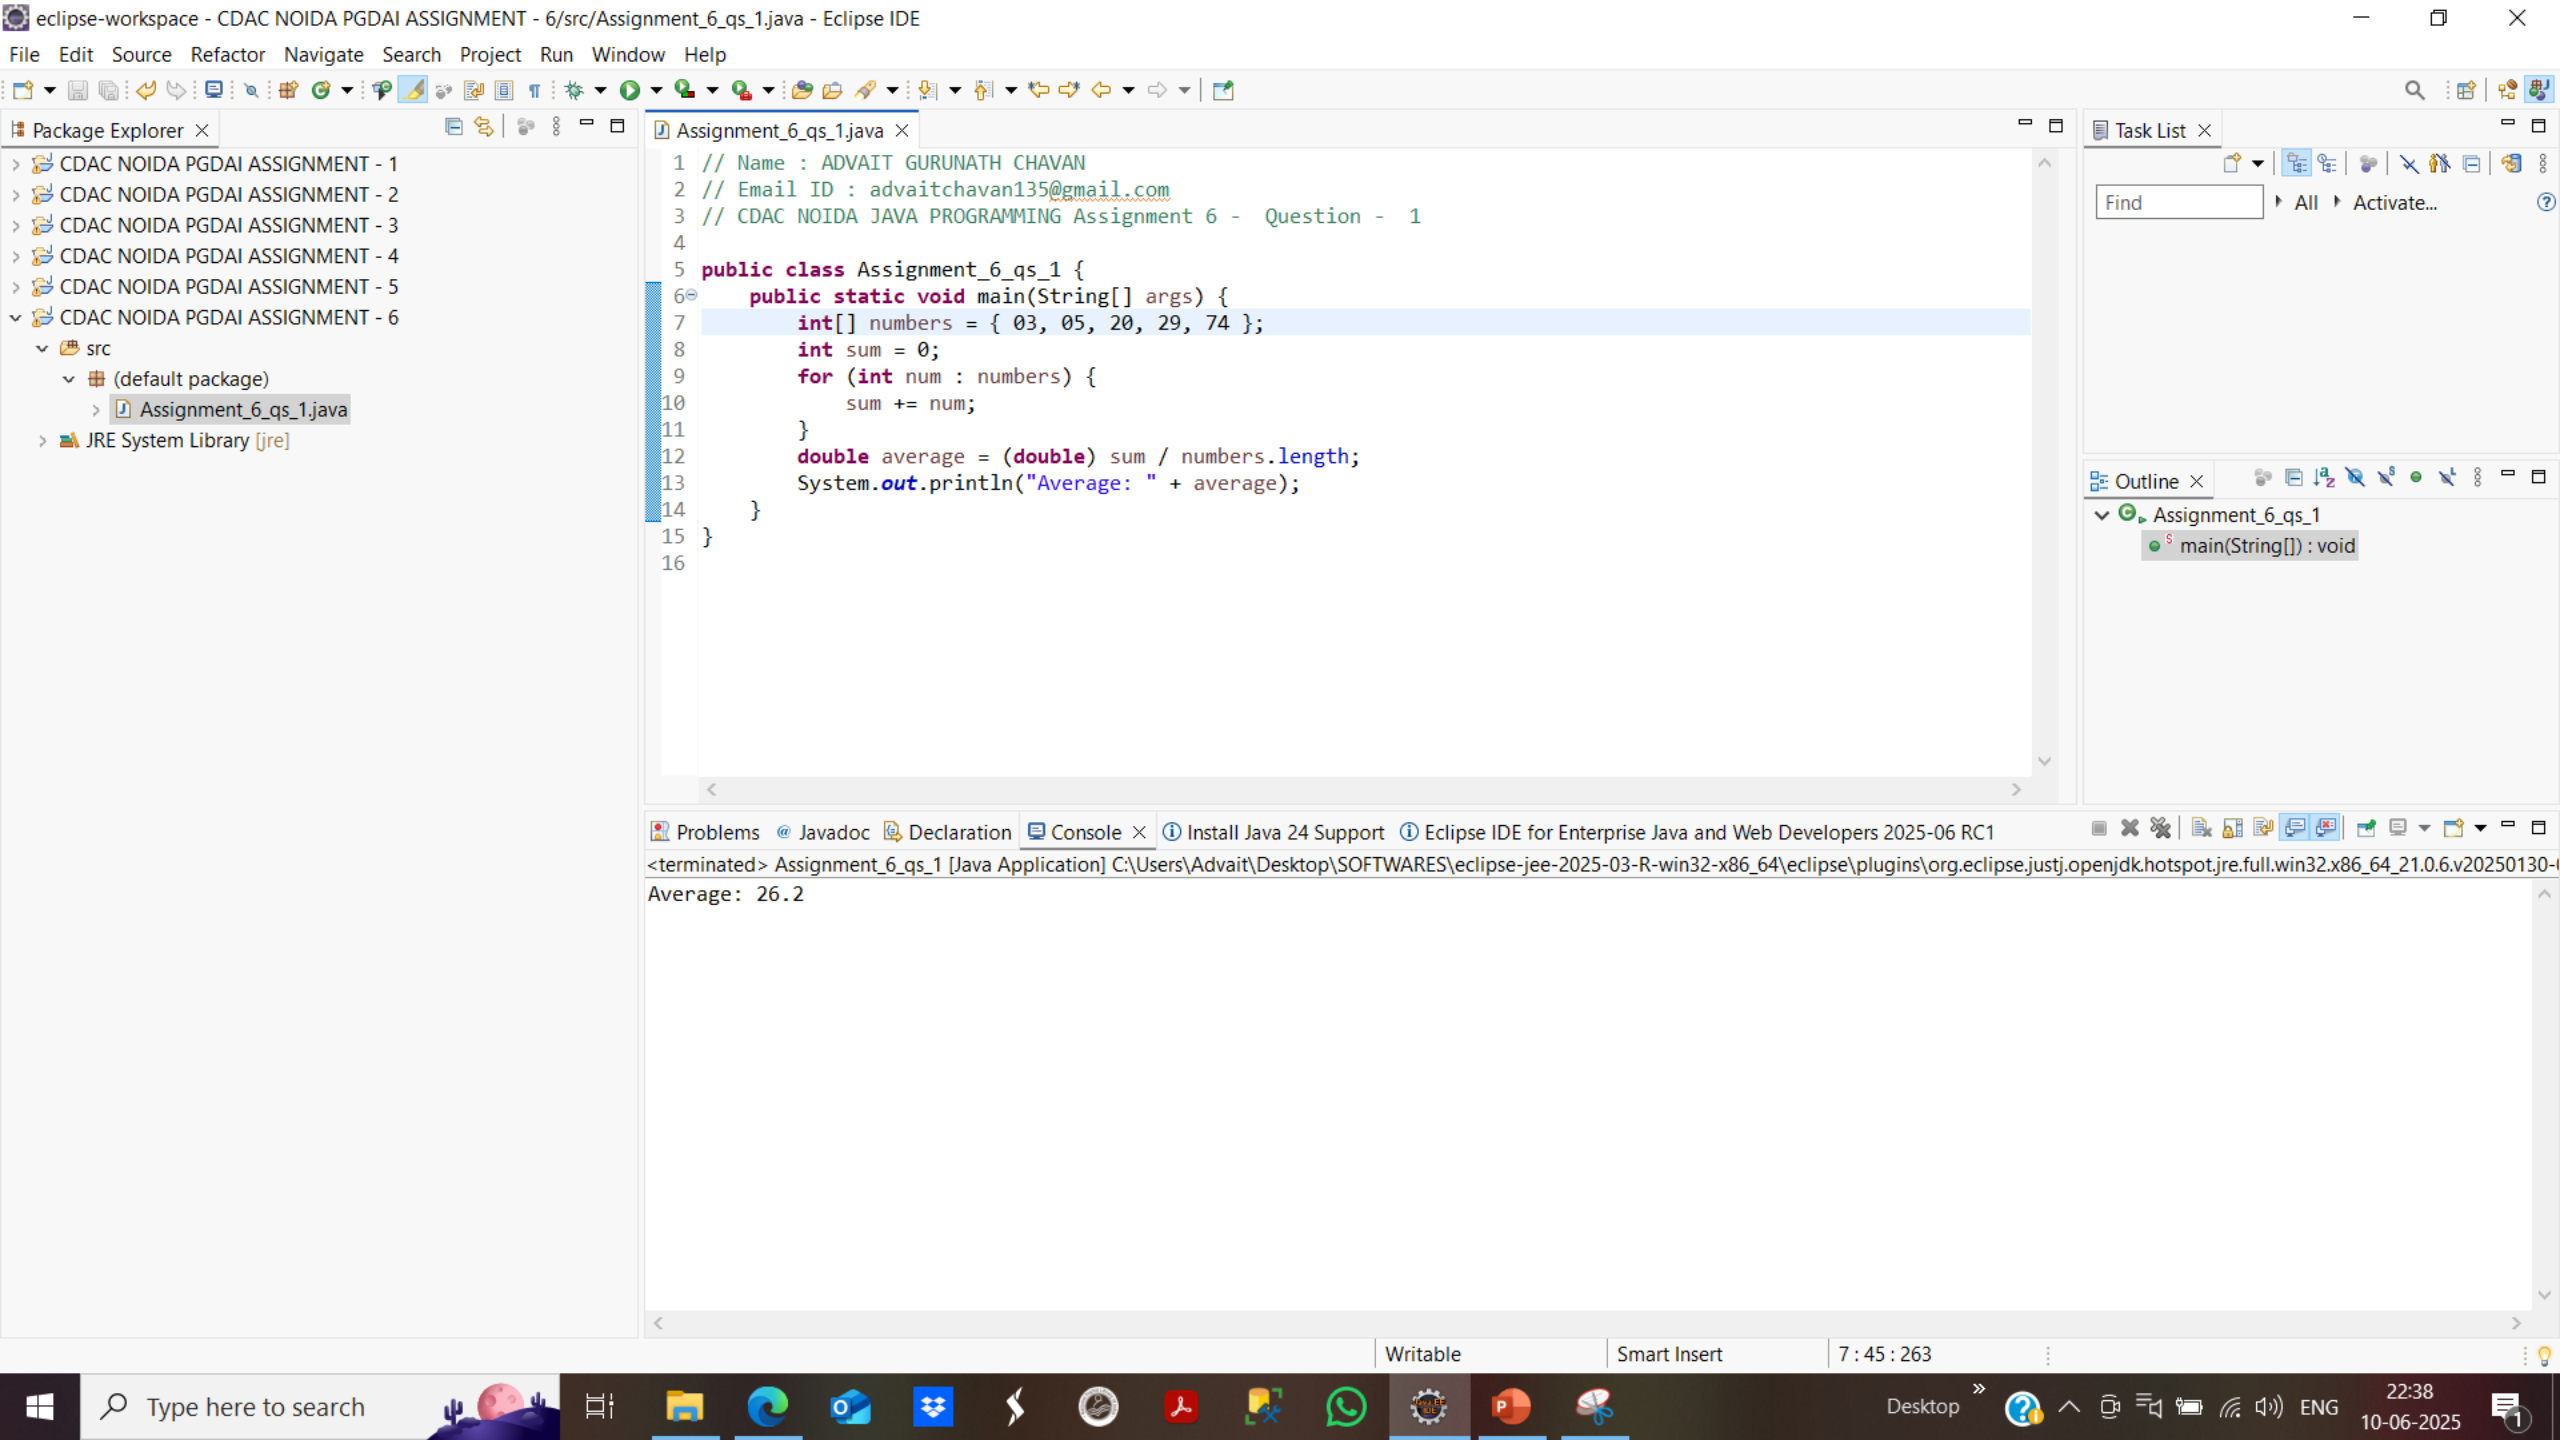 eclipse-workspace - CDAC NOIDA PGDAI ASSIGNMENT - 6/src/Assignment_6_qs_1.java - Eclipse IDE
File Edit Source Refactor Navigate Search Project Run Window Help
Package Explorer
CDAC NOIDA PGDAI ASSIGNMENT - 1
CDAC NOIDA PGDAI ASSIGNMENT - 2
CDAC NOIDA PGDAI ASSIGNMENT - 3
CDAC NOIDA PGDAI ASSIGNMENT - 4
CDAC NOIDA PGDAI ASSIGNMENT - 5
CDAC NOIDA PGDAI ASSIGNMENT - 6
src
(default package)
Assignment_6_qs_1.java
JRE System Library [jre]
Assignment_6_qs_1.java
1 // Name : ADVAIT GURUNATH CHAVAN
2 // Email ID : advaitchavan135@gmail.com
3 // CDAC NOIDA JAVA PROGRAMMING Assignment 6 -  Question -  1
4
5 public class Assignment_6_qs_1 {
6     public static void main(String[] args) {
7         int[] numbers = { 03, 05, 20, 29, 74 };
8         int sum = 0;
9         for (int num : numbers) {
10             sum += num;
11         }
12         double average = (double) sum / numbers.length;
13         System.out.println("Average: " + average);
14     }
15 }
16
Task List
Find All Activate...
Outline
Assignment_6_qs_1
main(String[]) : void
Problems Javadoc Declaration Console Install Java 24 Support Eclipse IDE for Enterprise Java and Web Developers 2025-06 RC1
<terminated> Assignment_6_qs_1 [Java Application] C:\Users\Advait\Desktop\SOFTWARES\eclipse-jee-2025-03-R-win32-x86_64\eclipse\plugins\org.eclipse.justj.openjdk.hotspot.jre.full.win32.x86_64_21.0.6.v20250130-
Average: 26.2
Writable Smart Insert 7 : 45 : 263
Type here to search
Desktop
ENG
22:38
10-06-2025
1